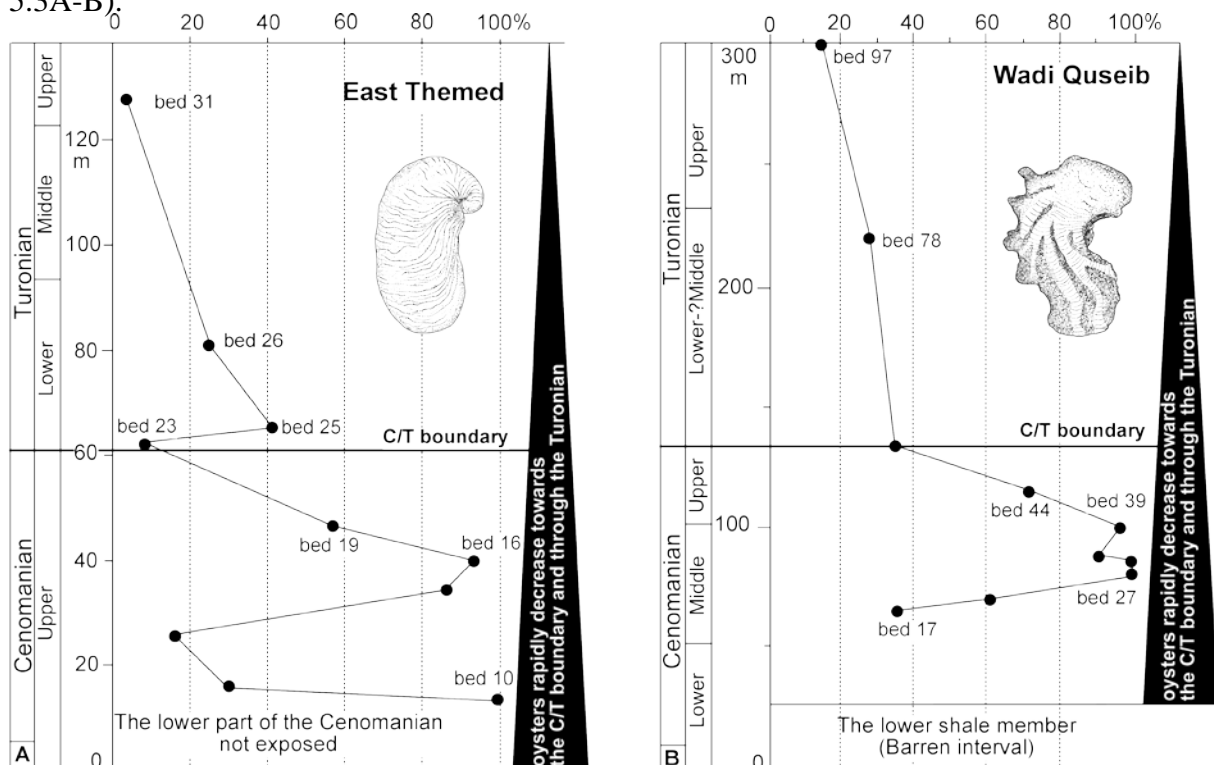 5.5A-B).
0 20 40 60 80 100%
Upper
Middle
Lower
Turonian
Upper
Cenomanian
120
m
100
80
60
40
20
0
East Themed
bed 31
bed 26
bed 23
bed 25
C/T boundary
bed 19
bed 16
bed 10
The lower part of the Cenomanian
not exposed
oysters rapidly decrease towards
the C/T boundary and through the Turonian
A
0 20 40 60 80 100%
Upper
Lower-?Middle
Turonian
Upper
Middle
Lower
Cenomanian
300
m
200
100
0
Wadi Quseib
bed 97
bed 78
C/T boundary
bed 39
bed 44
bed 27
bed 17
The lower shale member
(Barren interval)
oysters rapidly decrease towards
the C/T boundary and through the Turonian
B